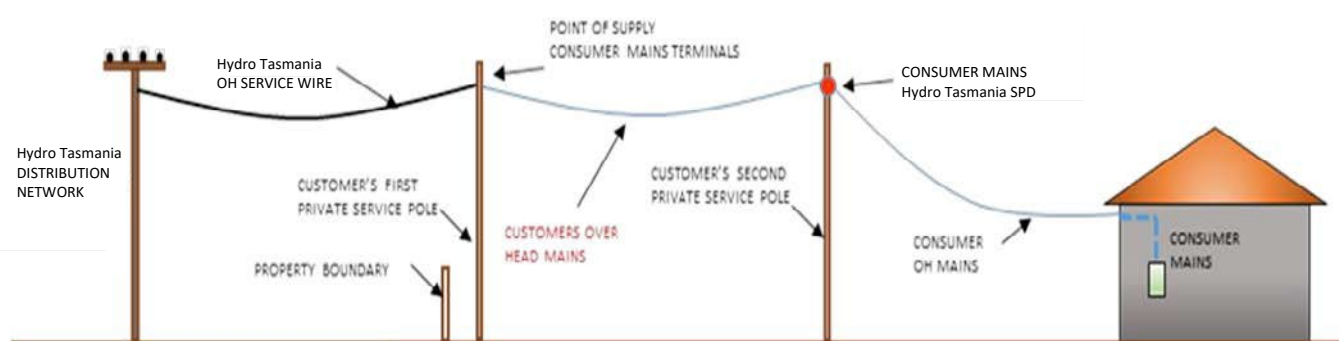 Hydro Tasmania
DISTRIBUTION
NETWORK
Hydro Tasmania
OH SERVICE WIRE
POINT OF SUPPLY
CONSUMER MAINS TERMINALS
CONSUMER MAINS
Hydro Tasmania SPD
CUSTOMER'S FIRST
PRIVATE SERVICE POLE
PROPERTY BOUNDARY
CUSTOMERS OVER
HEAD MAINS
CUSTOMER'S SECOND
PRIVATE SERVICE POLE
CONSUMER
OH MAINS
CONSUMER
MAINS